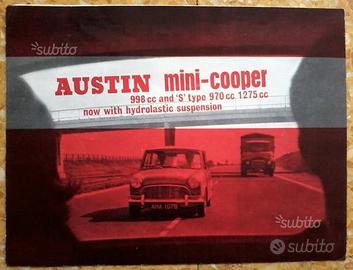 subito
AUSTIN mini-cooper
998 cc and 'S' type 970 cc 1275 cc
now with hydrolastic suspension
subito
subito